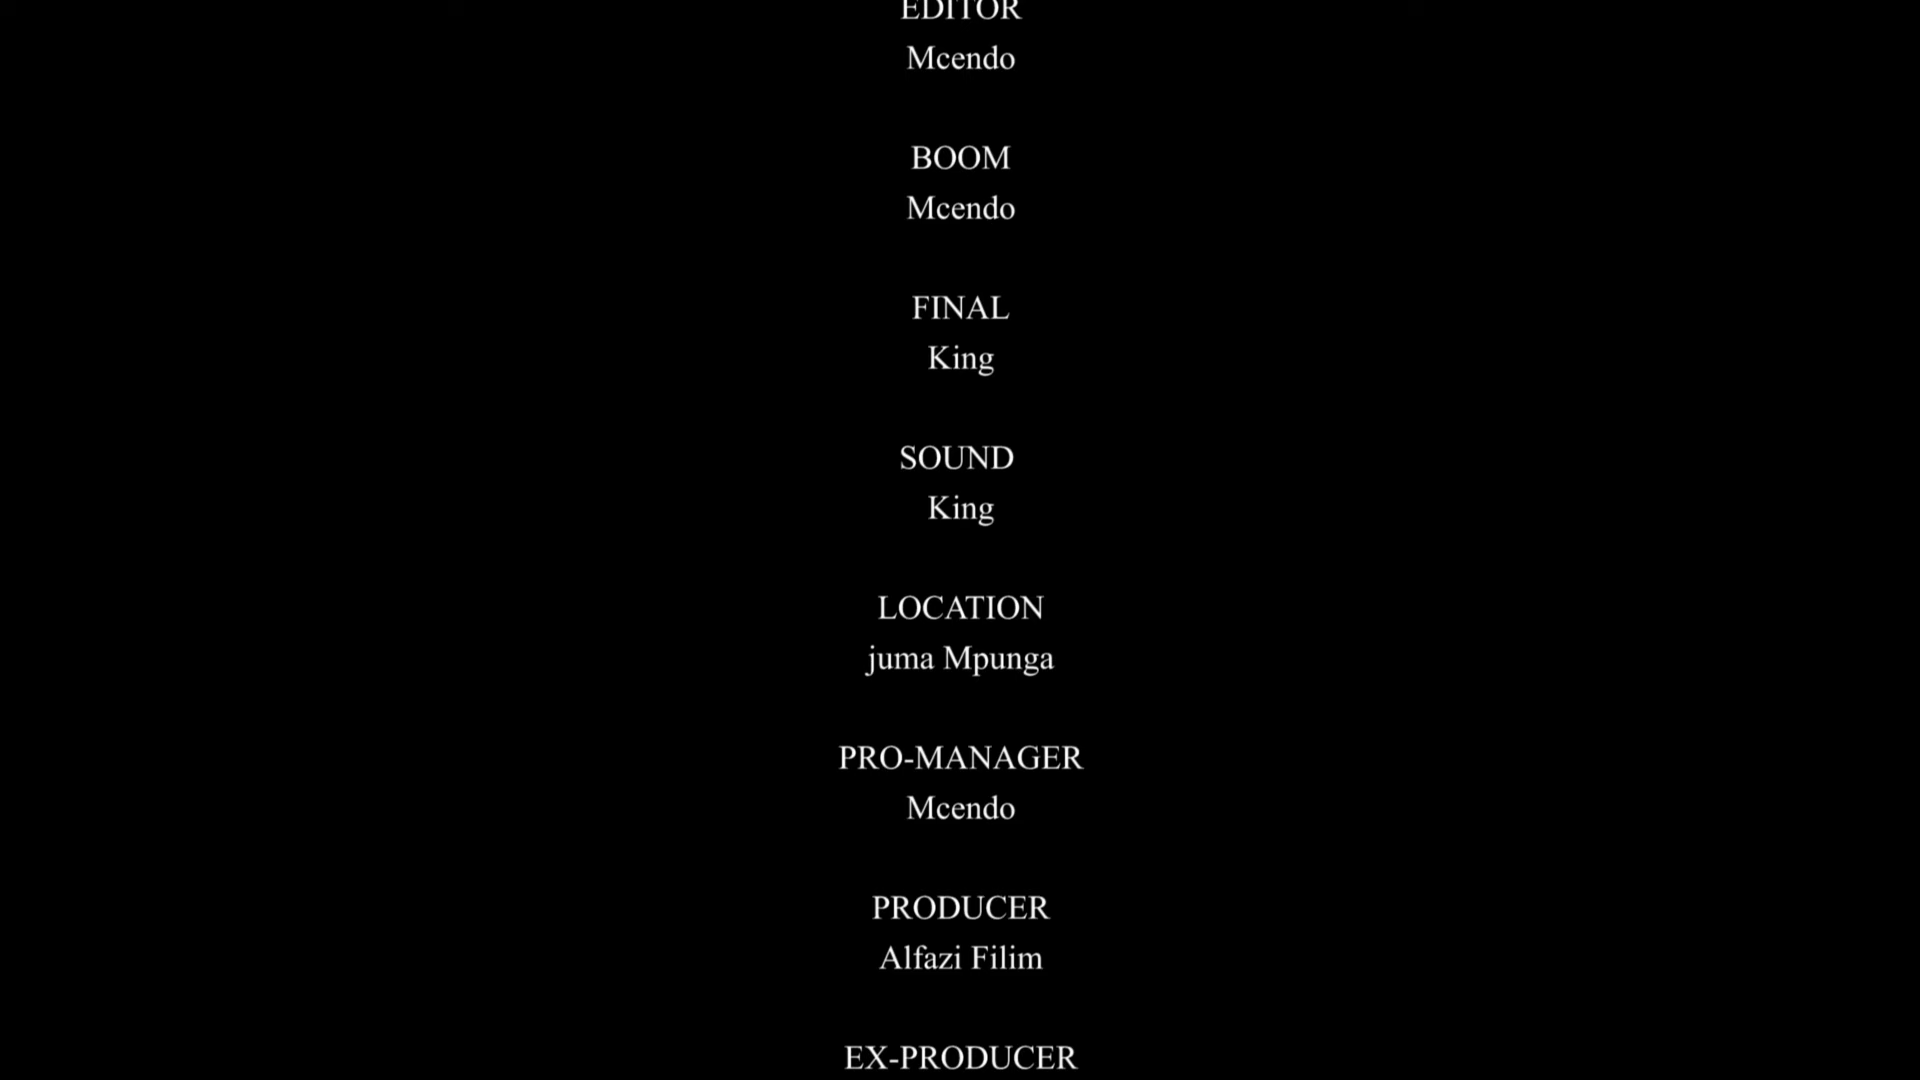 EDITOR
Mcendo
BOOM
Mcendo
FINAL
King
SOUND
King
LOCATION
juma Mpunga
PRO-MANAGER
Mcendo
PRODUCER
Alfazi Filim
EX-PRODUCER